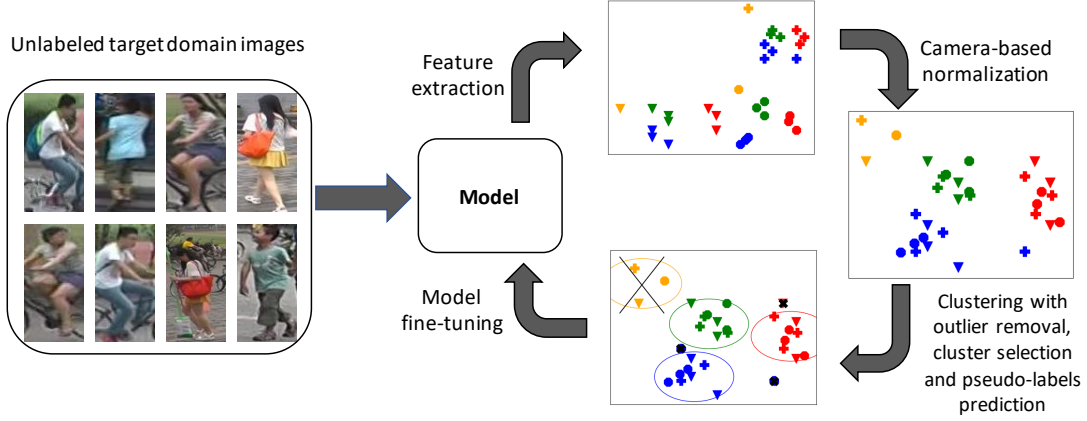 Unlabeled target domain images
Feature
extraction
Camera-based
normalization
Model
Model
fine-tuning
Clustering with
outlier removal,
cluster selection
and pseudo-labels
prediction